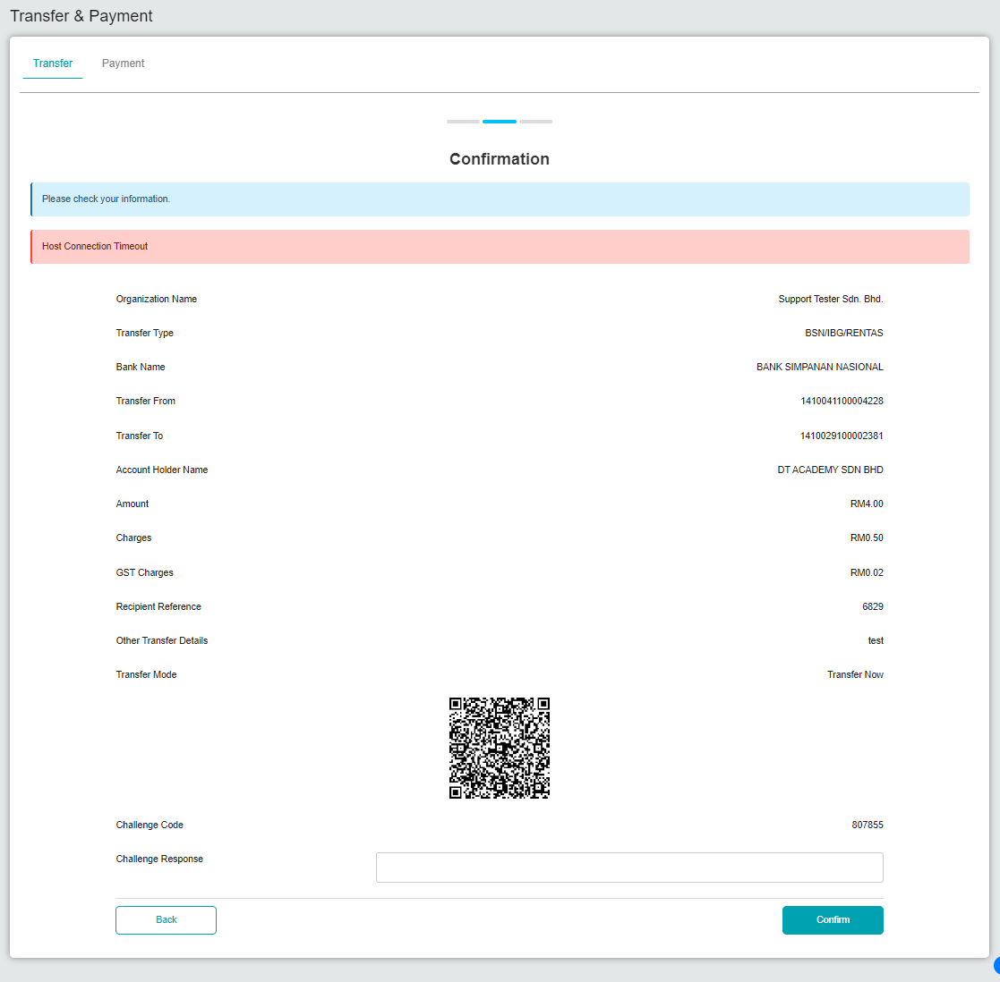 Transfer & Payment
Transfer Payment
Confirmation
Please check your information.
Host Connection Timeout
Organization Name Support Tester Sdn. Bhd.
Transfer Type BSN/IBG/RENTAS
Bank Name BANK SIMPANAN NASIONAL
Transfer From 1410041100004228
Transfer To 1410029100002381
Account Holder Name DT ACADEMY SDN BHD
Amount RM4.00
Charges RM0.50
GST Charges RM0.02
Recipient Reference 6829
Other Transfer Details test
Transfer Mode Transfer Now
Challenge Code 807855
Challenge Response
Back Confirm